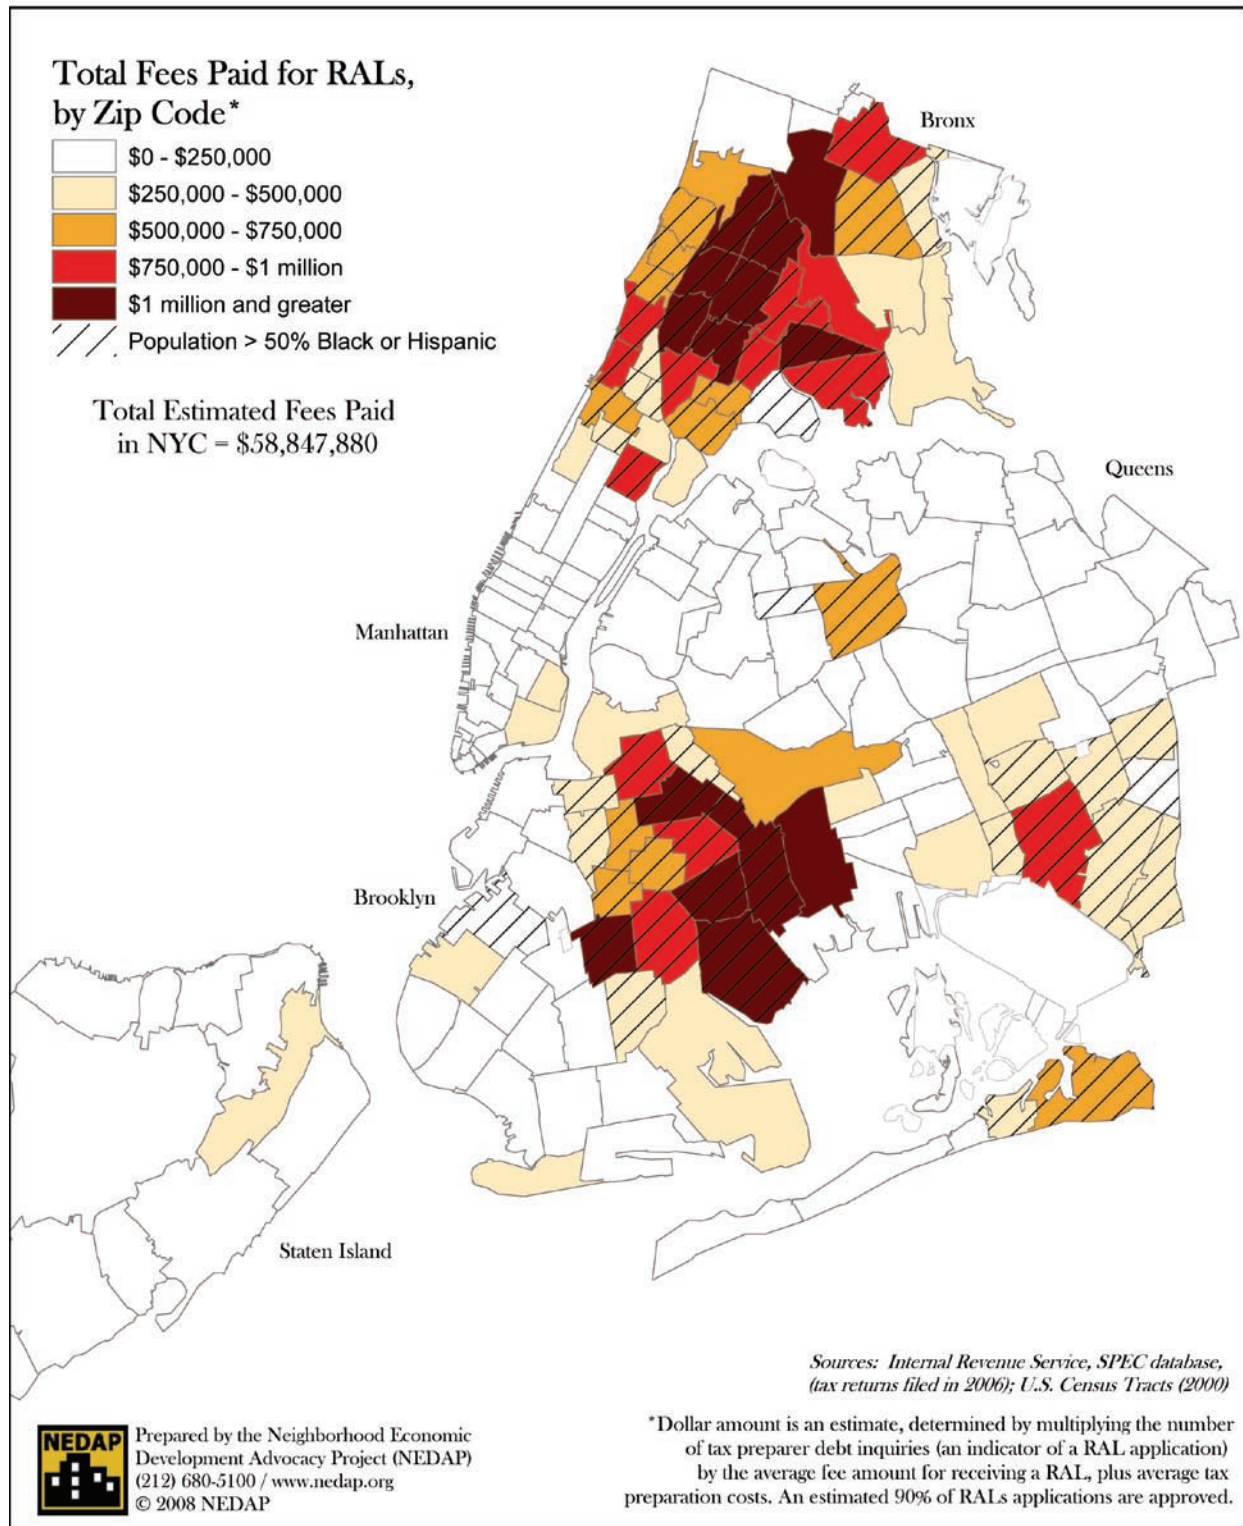 Total Fees Paid for RALs,
by Zip Code*
$0 - $250,000
$250,000 - $500,000
$500,000 - $750,000
$750,000 - $1 million
$1 million and greater
Population > 50% Black or Hispanic
Total Estimated Fees Paid
in NYC = $58,847,880
Bronx
Queens
Manhattan
Brooklyn
Staten Island
Sources: Internal Revenue Service, SPEC database,
(tax returns filed in 2006); U.S. Census Tracts (2000)
NEDAP
Prepared by the Neighborhood Economic
Development Advocacy Project (NEDAP)
(212) 680-5100 / www.nedap.org
© 2008 NEDAP
*Dollar amount is an estimate, determined by multiplying the number
of tax preparer debt inquiries (an indicator of a RAL application)
by the average fee amount for receiving a RAL, plus average tax
preparation costs. An estimated 90% of RALs applications are approved.